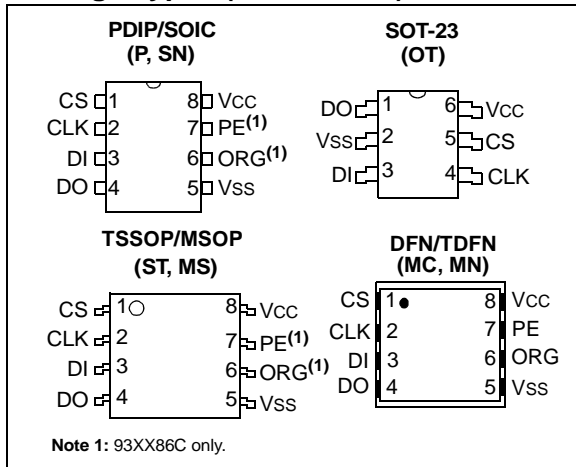 PDIP/SOIC
(P, SN)
CS 1 8 VCC
CLK 2 7 PE(1)
DI 3 6 ORG(1)
DO 4 5 VSS
SOT-23
(OT)
DO 1 6 VCC
VSS 2 5 CS
DI 3 4 CLK
TSSOP/MSOP
(ST, MS)
CS 1 8 VCC
CLK 2 7 PE(1)
DI 3 6 ORG(1)
DO 4 5 VSS
DFN/TDFN
(MC, MN)
CS 1 8 VCC
CLK 2 7 PE
DI 3 6 ORG
DO 4 5 VSS
Note 1: 93XX86C only.